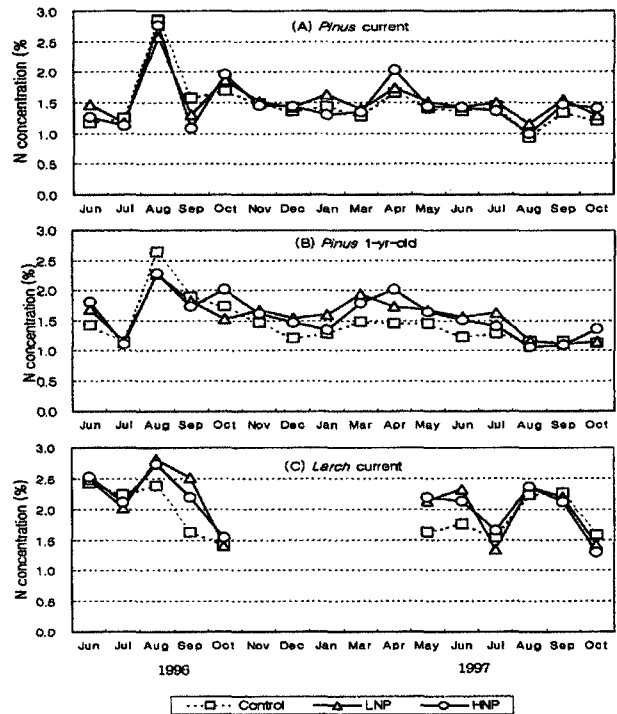 (A) Pinus current
N concentration (%
3.0
2.5
2.0
1.5
1.0
0.5
0.0
Jun Jul Aug Sep Oct Nov Dec Jan Mar Apr May Jun Jul Aug Sep Oct
(B) Pinus 1-yr-old
N concentration (%)
3.0
2.5
2.0
1.5
1.0
0.5
0.0
Jun Jul Aug Sep Oct Nov Dec Jan Mar Apr May Jun Jul Aug Sep Oct
(C) Larch current
N concentration (%)
3.0
2.5
2.0
1.5
1.0
0.5
0.0
Jun Jul Aug Sep Oct Nov Dec Jan Mar Apr May Jun Jul Aug Sep Oct
1996 1997
Control LNP HNP